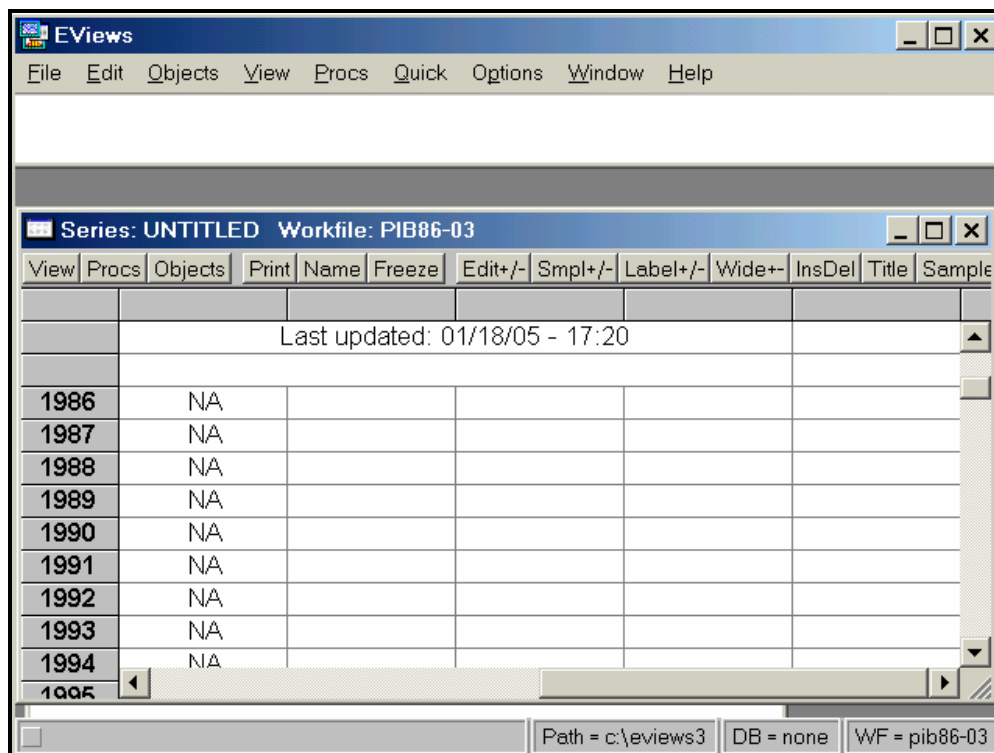 EViews
File Edit Objects View Procs Quick Options Window Help
Series: UNTITLED Workfile: PIB86-03
View Procs Objects Print Name Freeze Edit+/- Smpl+/- Label+/- Wide+- InsDel Title Sample
Last updated: 01/18/05 - 17:20
1986 NA
1987 NA
1988 NA
1989 NA
1990 NA
1991 NA
1992 NA
1993 NA
1994 NA
1995
Path = c:\eviews3 DB = none WF = pib86-03